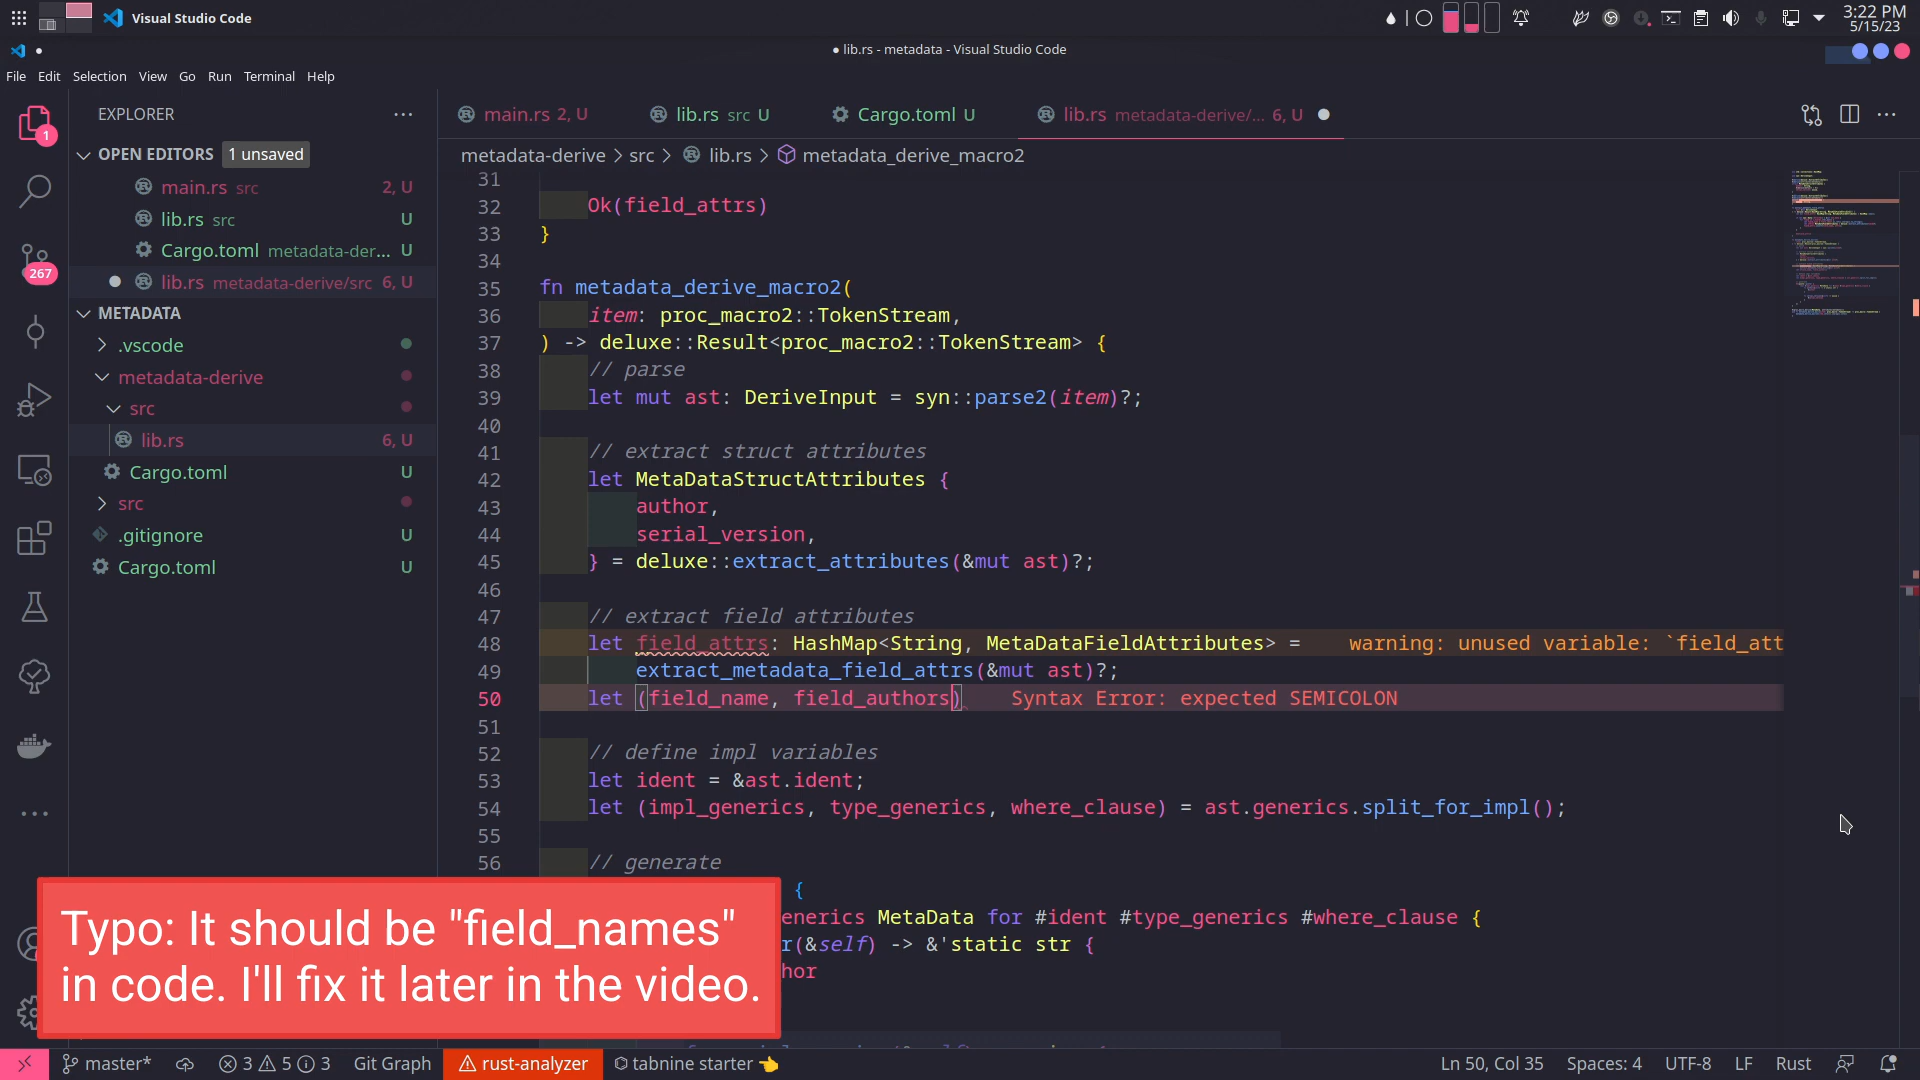 Visual Studio Code
3:22 PM
5/15/23
● lib.rs - metadata - Visual Studio Code
File Edit Selection View Go Run Terminal Help
EXPLORER
main.rs 2, U
lib.rs src U
Cargo.toml U
lib.rs metadata-derive/... 6, U
OPEN EDITORS 1 unsaved
metadata-derive > src > lib.rs > metadata_derive_macro2
main.rs src 2, U
lib.rs src U
Cargo.toml metadata-der... U
lib.rs metadata-derive/src 6, U
METADATA
.vscode
metadata-derive
src
lib.rs 6, U
Cargo.toml U
src
.gitignore U
Cargo.toml U
1
267
31
32 Ok(field_attrs)
33 }
34
35 fn metadata_derive_macro2(
36 item: proc_macro2::TokenStream,
37 ) -> deluxe::Result<proc_macro2::TokenStream> {
38 // parse
39 let mut ast: DeriveInput = syn::parse2(item)?;
40
41 // extract struct attributes
42 let MetaDataStructAttributes {
43 author,
44 serial_version,
45 } = deluxe::extract_attributes(&mut ast)?;
46
47 // extract field attributes
48 let field_attrs: HashMap<String, MetaDataFieldAttributes> = warning: unused variable: `field_att
49 extract_metadata_field_attrs(&mut ast)?;
50 let (field_name, field_authors) Syntax Error: expected SEMICOLON
51
52 // define impl variables
53 let ident = &ast.ident;
54 let (impl_generics, type_generics, where_clause) = ast.generics.split_for_impl();
55
56 // generate
{
enerics MetaData for #ident #type_generics #where_clause {
r(&self) -> &'static str {
hor
Typo: It should be "field_names"
in code. I'll fix it later in the video.
master* 3 5 3 Git Graph rust-analyzer tabnine starter Ln 50, Col 35 Spaces: 4 UTF-8 LF Rust